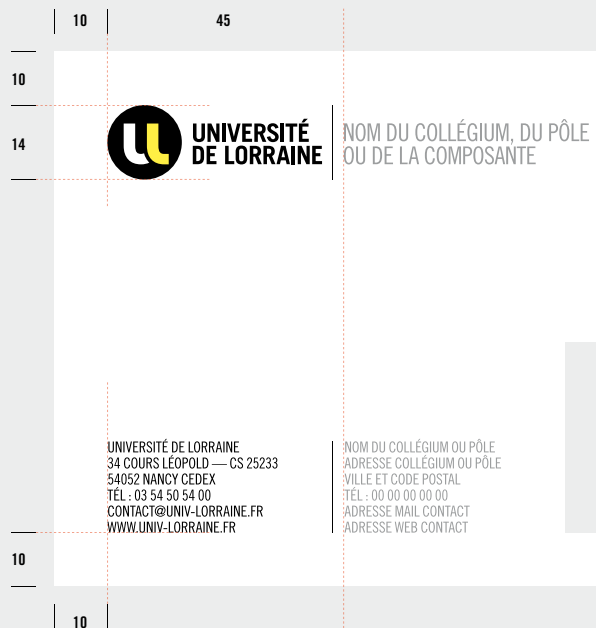 10
45
10
14
UNIVERSITÉ
DE LORRAINE
NOM DU COLLÉGIUM, DU PÔLE
OU DE LA COMPOSANTE
UNIVERSITÉ DE LORRAINE
34 COURS LÉOPOLD — CS 25233
54052 NANCY CEDEX
TÉL : 03 54 50 54 00
CONTACT@UNIV-LORRAINE.FR
WWW.UNIV-LORRAINE.FR
NOM DU COLLÉGIUM OU PÔLE
ADRESSE COLLÉGIUM OU PÔLE
VILLE ET CODE POSTAL
TÉL : 00 00 00 00 00
ADRESSE MAIL CONTACT
ADRESSE WEB CONTACT
10
10